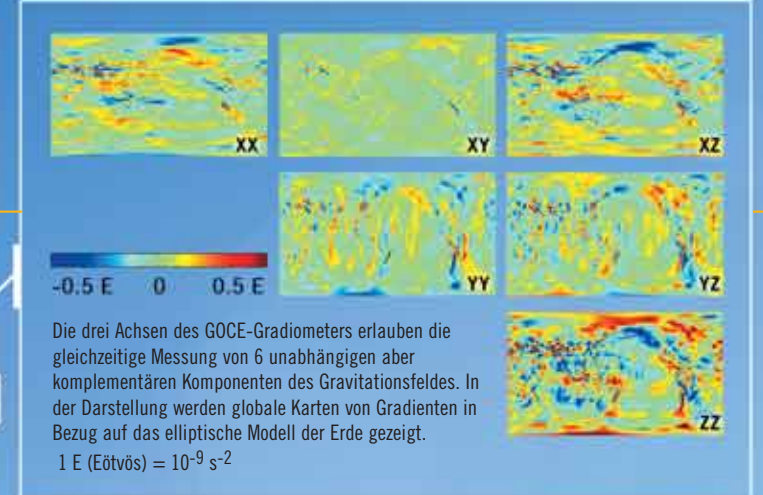 XX
XY
XZ
YY
YZ
-0.5 E 0 0.5 E
ZZ
Die drei Achsen des GOCE-Gradiometers erlauben die
gleichzeitige Messung von 6 unabhängigen aber
komplementären Komponenten des Gravitationsfeldes. In
der Darstellung werden globale Karten von Gradienten in
Bezug auf das elliptische Modell der Erde gezeigt.
1 E (Eötvös) = 10⁻⁹ s⁻²